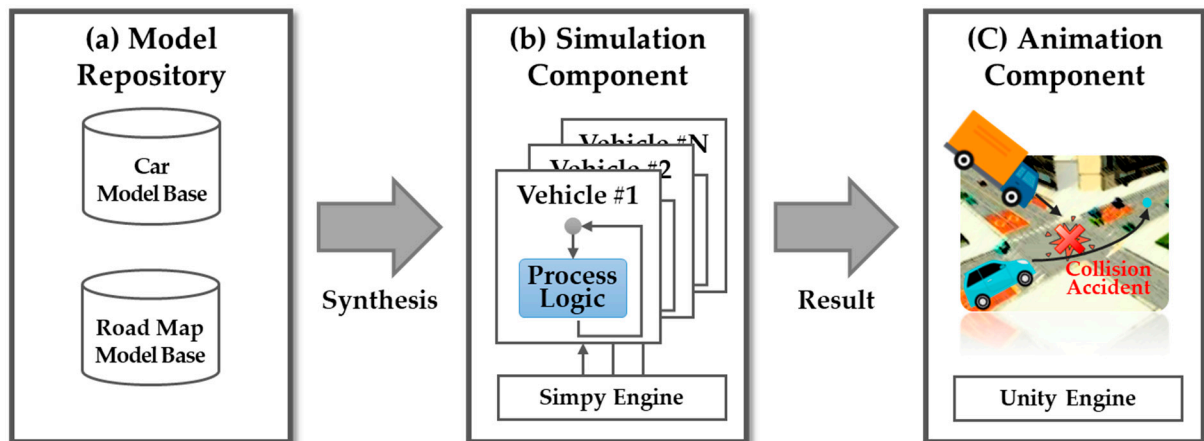 (a) Model
Repository
Car
Model Base
Road Map
Model Base
Synthesis
(b) Simulation
Component
Vehicle #N
Vehicle #2
Vehicle #1
Process
Logic
Simpy Engine
Result
(C) Animation
Component
Collision
Accident
Unity Engine